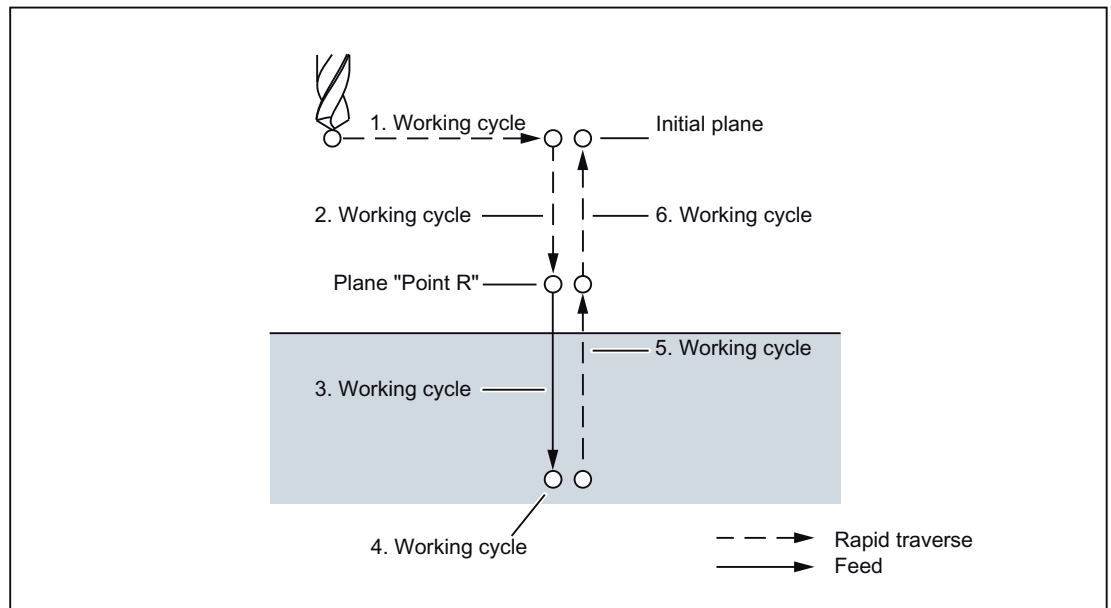 1. Working cycle
Initial plane
2. Working cycle
6. Working cycle
Plane "Point R"
5. Working cycle
3. Working cycle
4. Working cycle
Rapid traverse
Feed